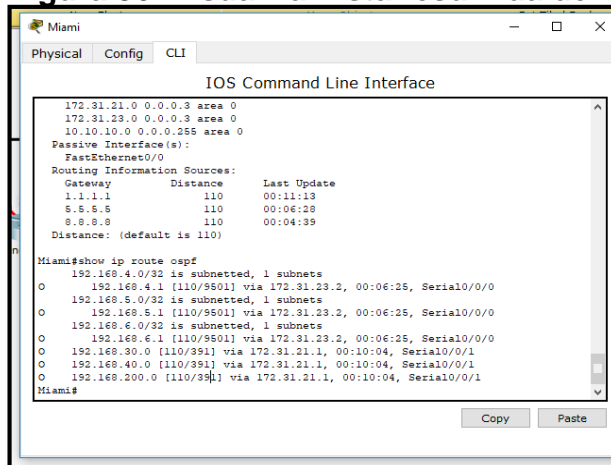 Miami
Physical Config CLI
IOS Command Line Interface
172.31.21.0 0.0.0.3 area 0
172.31.23.0 0.0.0.3 area 0
10.10.10.0 0.0.0.255 area 0
Passive Interface(s):
FastEthernet0/0
Routing Information Sources:
Gateway Distance Last Update
1.1.1.1 110 00:11:13
5.5.5.5 110 00:06:28
8.8.8.8 110 00:04:39
Distance: (default is 110)
Miami#show ip route ospf
192.168.4.0/32 is subnetted, 1 subnets
O 192.168.4.1 [110/9501] via 172.31.23.2, 00:06:25, Serial0/0/0
192.168.5.0/32 is subnetted, 1 subnets
O 192.168.5.1 [110/9501] via 172.31.23.2, 00:06:25, Serial0/0/0
192.168.6.0/32 is subnetted, 1 subnets
O 192.168.6.1 [110/9501] via 172.31.23.2, 00:06:25, Serial0/0/0
O 192.168.30.0 [110/391] via 172.31.21.1, 00:10:04, Serial0/0/1
O 192.168.40.0 [110/391] via 172.31.21.1, 00:10:04, Serial0/0/1
O 192.168.200.0 [110/391] via 172.31.21.1, 00:10:04, Serial0/0/1
Miami#
Copy Paste